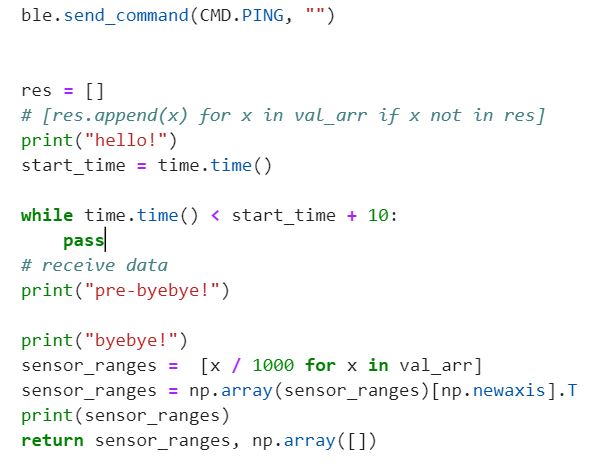 ble.send_command(CMD.PING, "")
res = []
# [res.append(x) for x in val_arr if x not in res]
print("hello!")
start_time = time.time()
while time.time() < start_time + 10:
    pass
# receive data
print("pre-byebye!")
print("byebye!")
sensor_ranges =  [x / 1000 for x in val_arr]
sensor_ranges = np.array(sensor_ranges)[np.newaxis].T
print(sensor_ranges)
return sensor_ranges, np.array([])